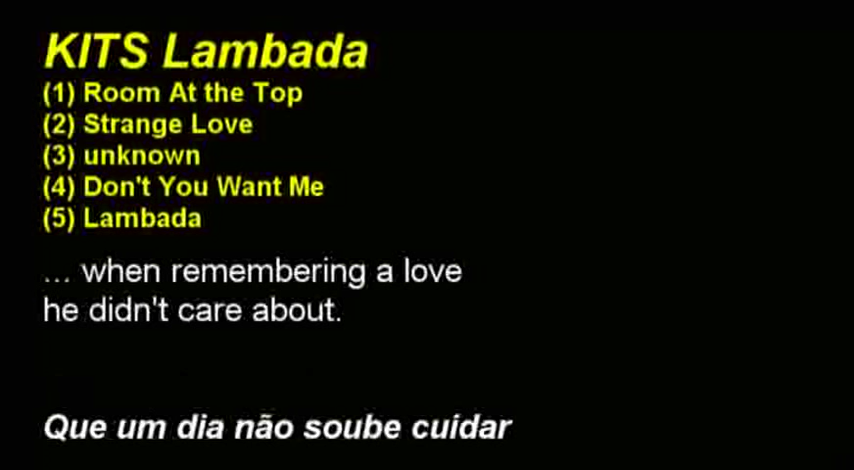 KITS Lambada
(1) Room At the Top
(2) Strange Love
(3) unknown
(4) Don't You Want Me
(5) Lambada
... when remembering a love
he didn't care about.
Que um dia não soube cuidar